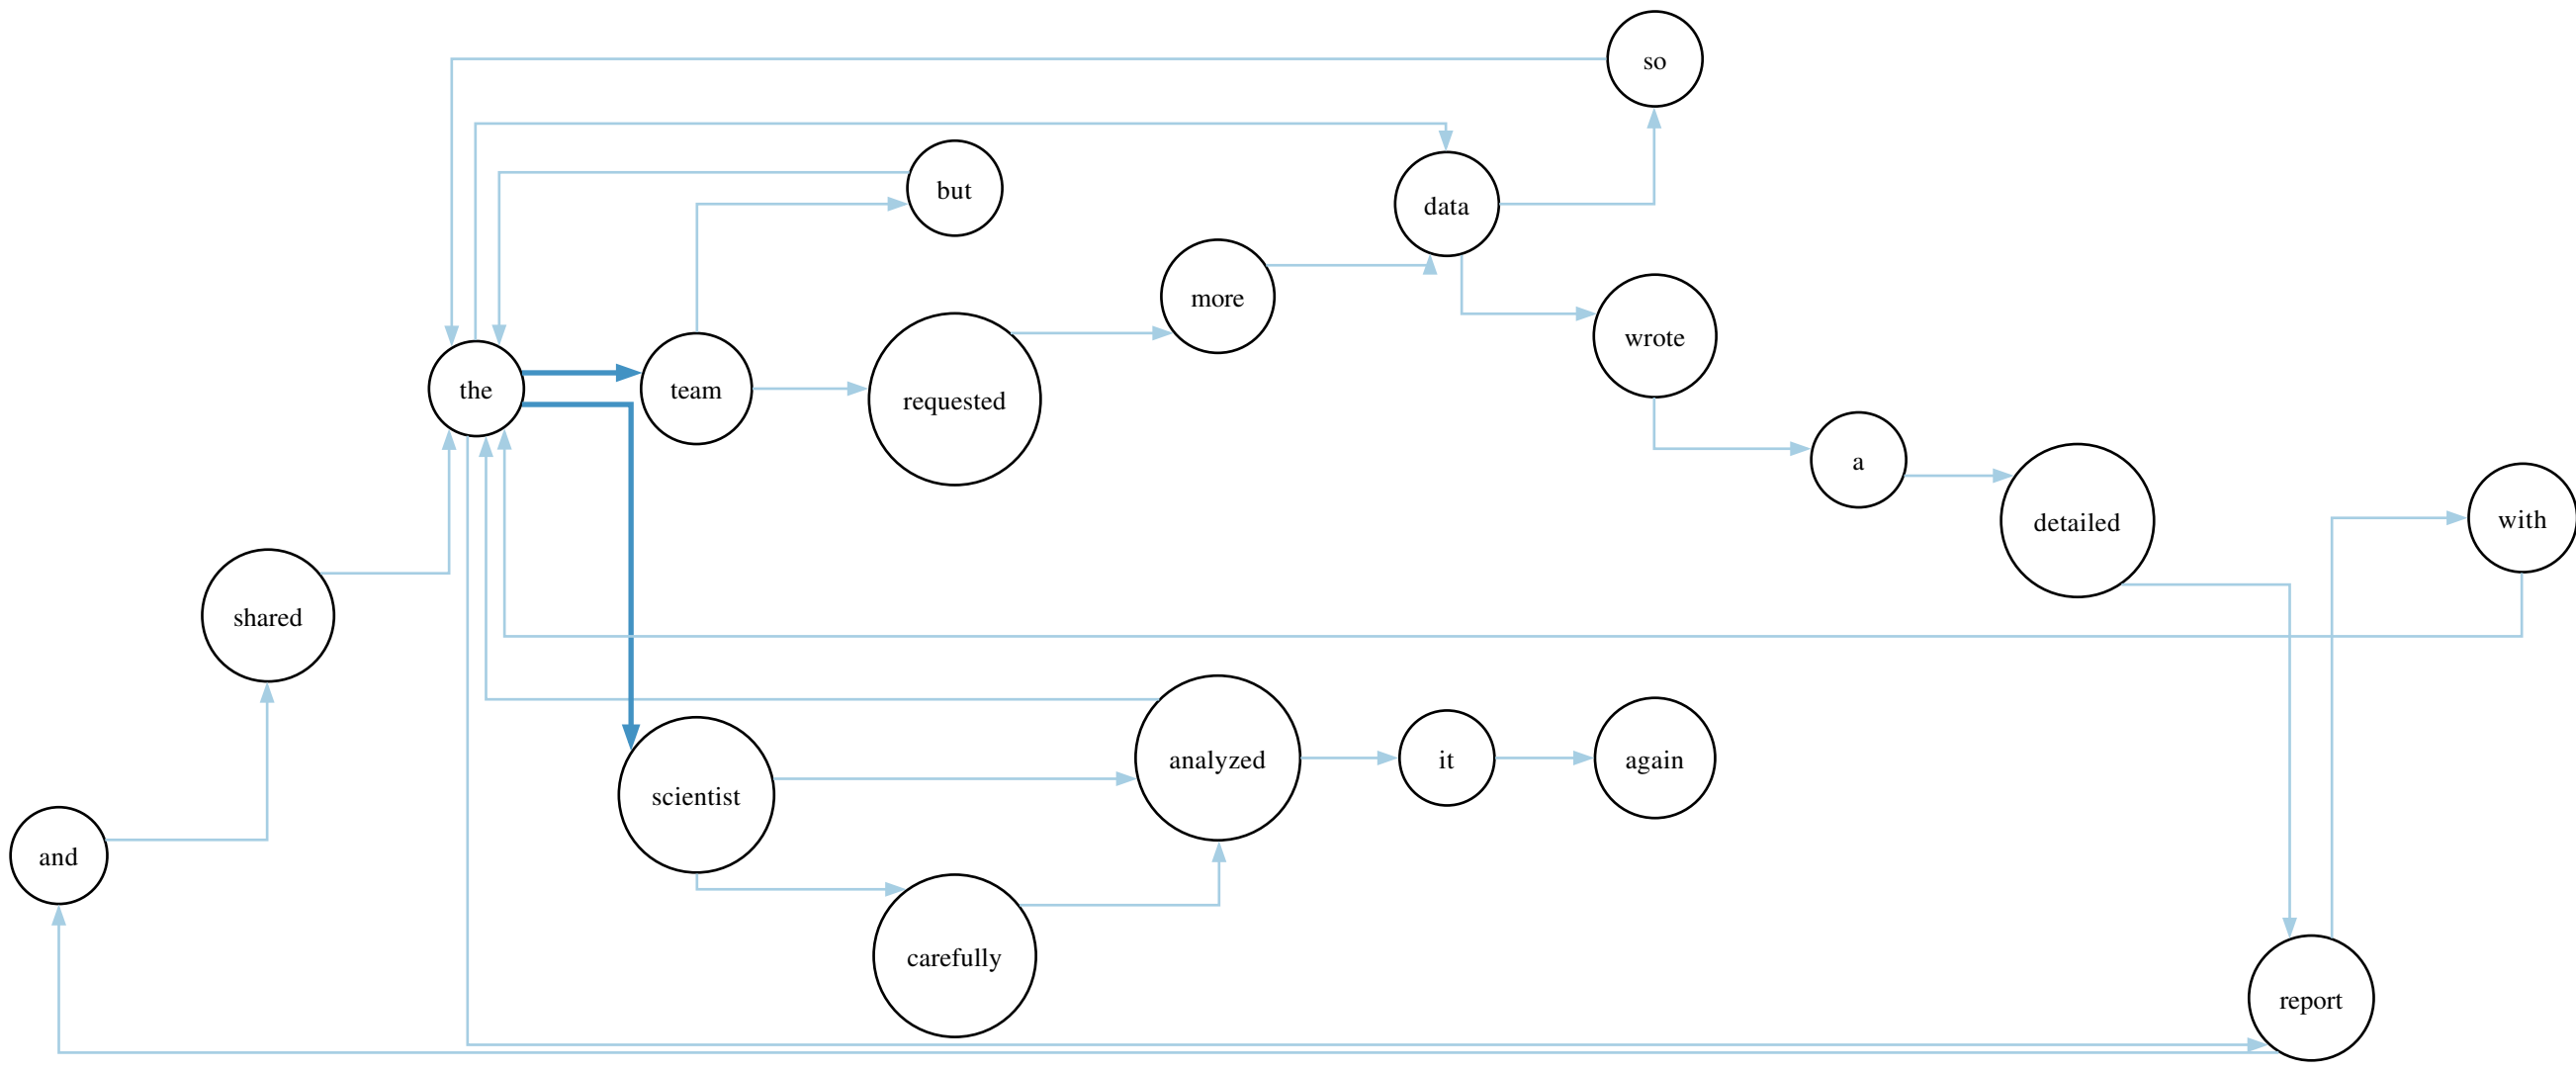 so
but
data
more
wrote
the
team
requested
a
detailed
with
shared
analyzed
it
again
scientist
and
carefully
report